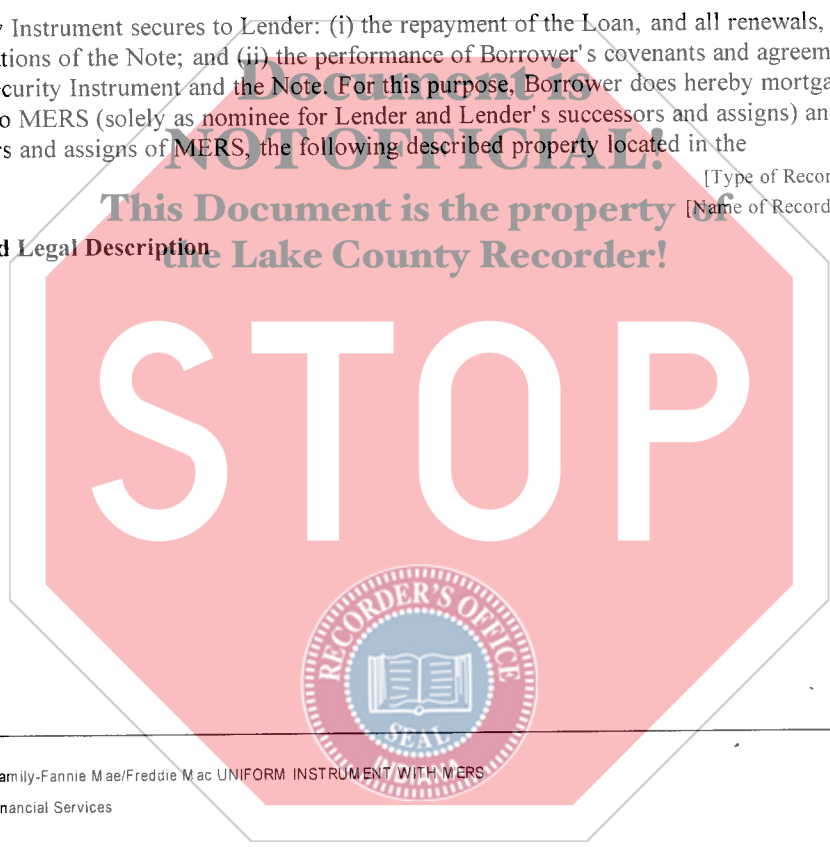 Instrument secures to Lender: (i) the repayment of the Loan, and all renewals,
tions of the Note; and (ii) the performance of Borrower's covenants and agreem
curity Instrument and the Note. For this purpose, Borrower does hereby mortga
o MERS (solely as nominee for Lender and Lender's successors and assigns) an
s and assigns of MERS, the following described property located in the
[Type of Recor
[Name of Record
d Legal Description
Document is
NOT OFFICIAL!
This Document is the property of
the Lake County Recorder!
STOP
RECORDER'S OFFICE
SEAL
INDIANA
amily-Fannie Mae/Freddie Mac UNIFORM INSTRUMENT WITH MERS
nancial Services